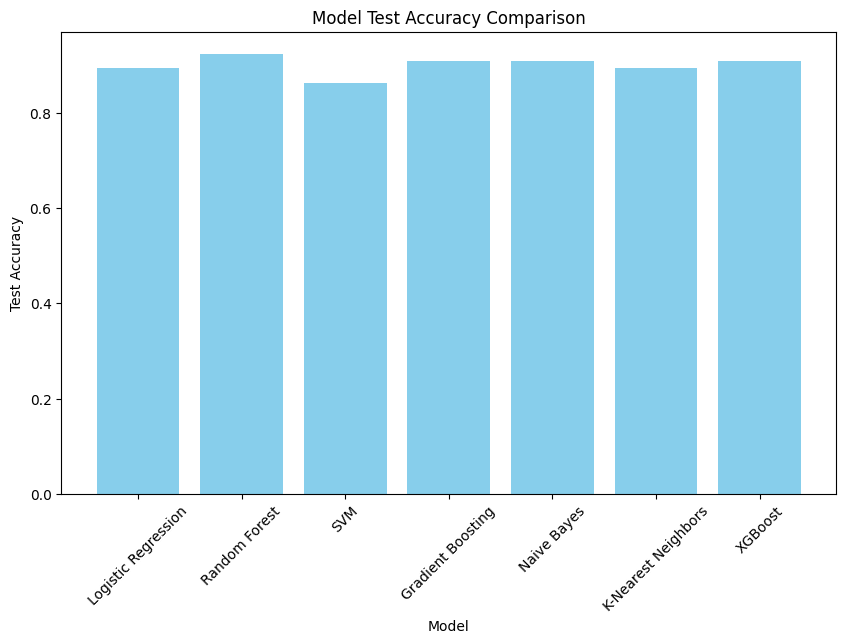 Model Test Accuracy Comparison
Test Accuracy
0.8
0.6
0.4
0.2
0.0
Logistic Regression
Random Forest
SVM
Gradient Boosting
Naive Bayes
K-Nearest Neighbors
XGBoost
Model